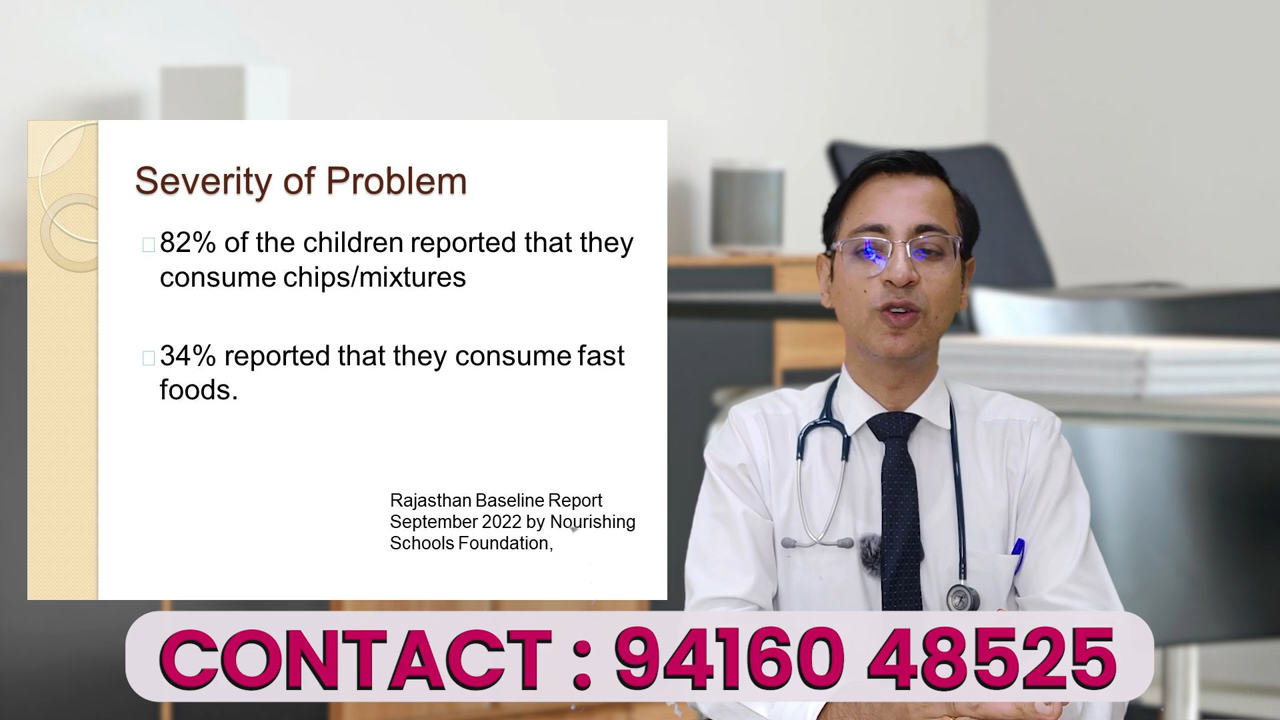 Severity of Problem
82% of the children reported that they
consume chips/mixtures
34% reported that they consume fast
foods.
Rajasthan Baseline Report
September 2022 by Nourishing
Schools Foundation,
CONTACT : 94160 48525